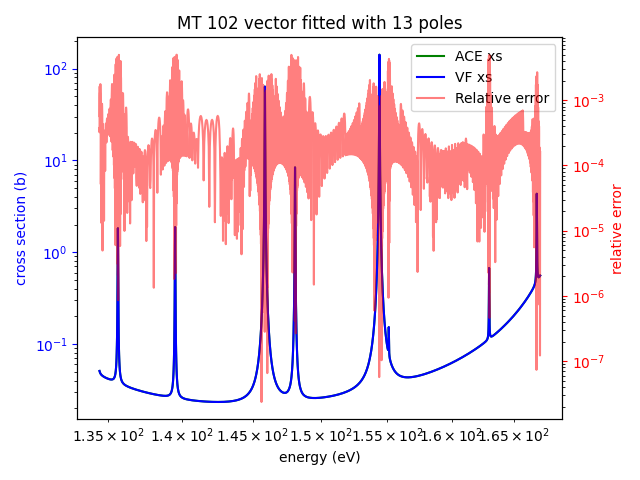 MT 102 vector fitted with 13 poles
ACE xs
VF xs
Relative error
cross section (b)
10²
10¹
10⁰
10⁻¹
relative error
10⁻³
10⁻⁴
10⁻⁵
10⁻⁶
10⁻⁷
1.35 × 10² 1.4 × 10² 1.45 × 10² 1.5 × 10² 1.55 × 10² 1.6 × 10² 1.65 × 10²
energy (eV)